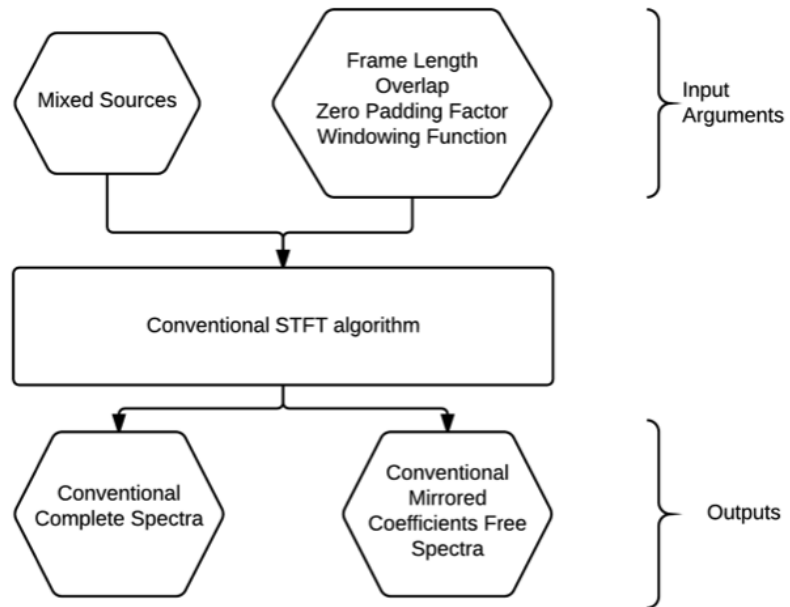 Mixed Sources
Frame Length
Overlap
Zero Padding Factor
Windowing Function
Input
Arguments
Conventional STFT algorithm
Conventional
Complete Spectra
Conventional
Mirrored
Coefficients Free
Spectra
Outputs